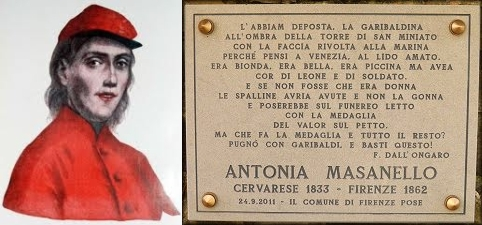 L'ABBIAM DEPOSTA, LA GARIBALDINA
ALL'OMBRA DELLA TORRE DI SAN MINIATO
CON LA FACCIA RIVOLTA ALLA MARINA
PERCHÉ PENSI A VENEZIA, AL LIDO AMATO.
ERA BIONDA, ERA BELLA, ERA PICCINA MA AVEA
COR DI LEONE E DI SOLDATO.
E SE NON FOSSE CHE ERA DONNA
LE SPALLINE AVRIA AVUTE E NON LA GONNA
E POSEREBBE SUL FUNEREO LETTO
CON LA MEDAGLIA
DEL VALOR SUL PETTO.
MA CHE FA LA MEDAGLIA E TUTTO IL RESTO?
PUGNÓ CON GARIBALDI, E BASTI QUESTO!
F. DALL'ONGARO
ANTONIA MASANELLO
CERVARESE 1833 - FIRENZE 1862
24.9.2011 - IL COMUNE DI FIRENZE POSE